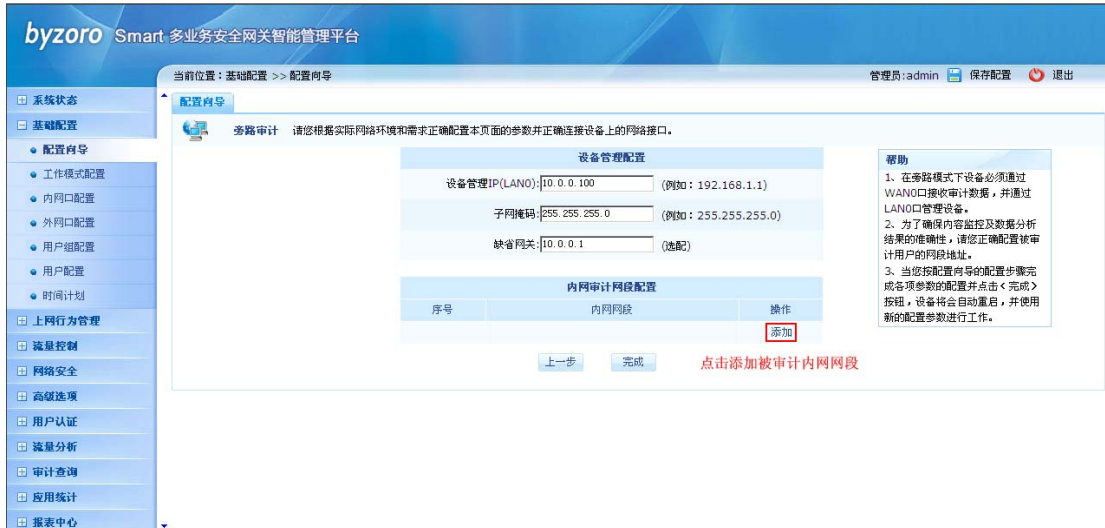 byzoro Smart 多业务安全网关智能管理平台
当前位置：基础配置 >> 配置向导
管理员:admin 保存配置 退出
系统状态
基础配置
配置向导
工作模式配置
内网口配置
外网口配置
用户组配置
用户配置
时间计划
上网行为管理
流量控制
网络安全
高级选项
用户认证
流量分析
审计查询
应用统计
报表中心
配置向导
旁路审计 请您根据实际网络环境和需求正确配置本页面的参数并正确连接设备上的网络接口。
设备管理配置
设备管理IP(LAN0): 10.0.0.100 (例如：192.168.1.1)
子网掩码: 255.255.255.0 (例如：255.255.255.0)
缺省网关: 10.0.0.1 (选配)
内网审计网段配置
序号 内网网段 操作
添加
上一步 完成 点击添加被审计内网网段
帮助
1、在旁路模式下设备必须通过
WAN0口接收审计数据，并通过
LAN0口管理设备。
2、为了确保内容监控及数据分析
结果的准确性，请您正确配置被审
计用户的网段地址。
3、当您按配置向导的配置步骤完
成各项参数的配置并点击<完成>
按钮，设备将会自动重启，并使用
新的配置参数进行工作。